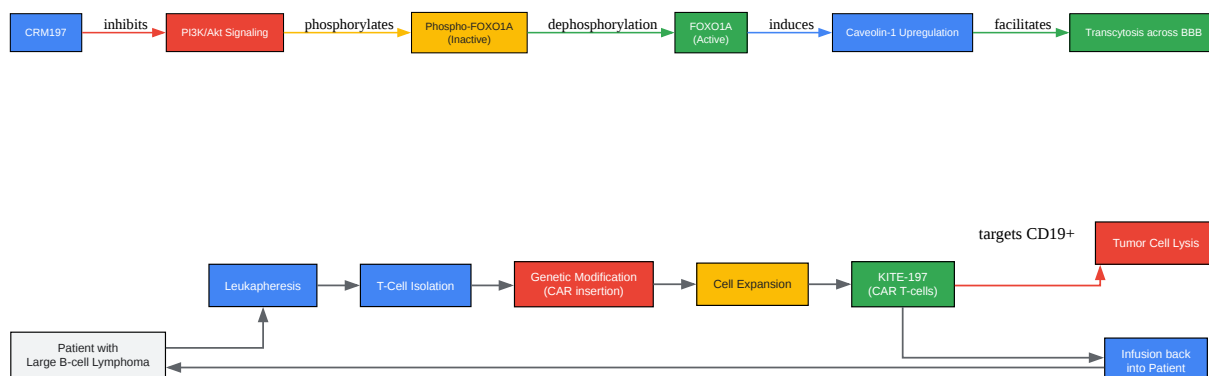 CRM197
inhibits
PI3K/Akt Signaling
phosphorylates
Phospho-FOXO1A
(Inactive)
dephosphorylation
FOXO1A
(Active)
induces
Caveolin-1 Upregulation
facilitates
Transcytosis across BBB
targets CD19+
Tumor Cell Lysis
Leukapheresis
T-Cell Isolation
Genetic Modification
(CAR insertion)
Cell Expansion
KITE-197
(CAR T-cells)
Patient with
Large B-cell Lymphoma
Infusion back
into Patient